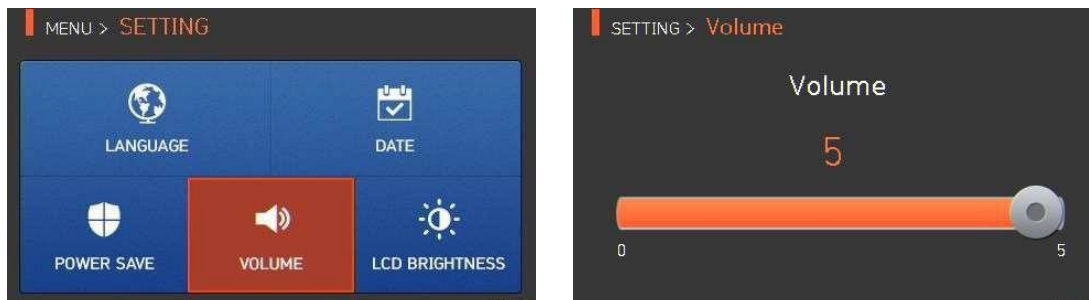 MENU > SETTING
LANGUAGE
DATE
POWER SAVE
VOLUME
LCD BRIGHTNESS
SETTING > Volume
Volume
5
0
5